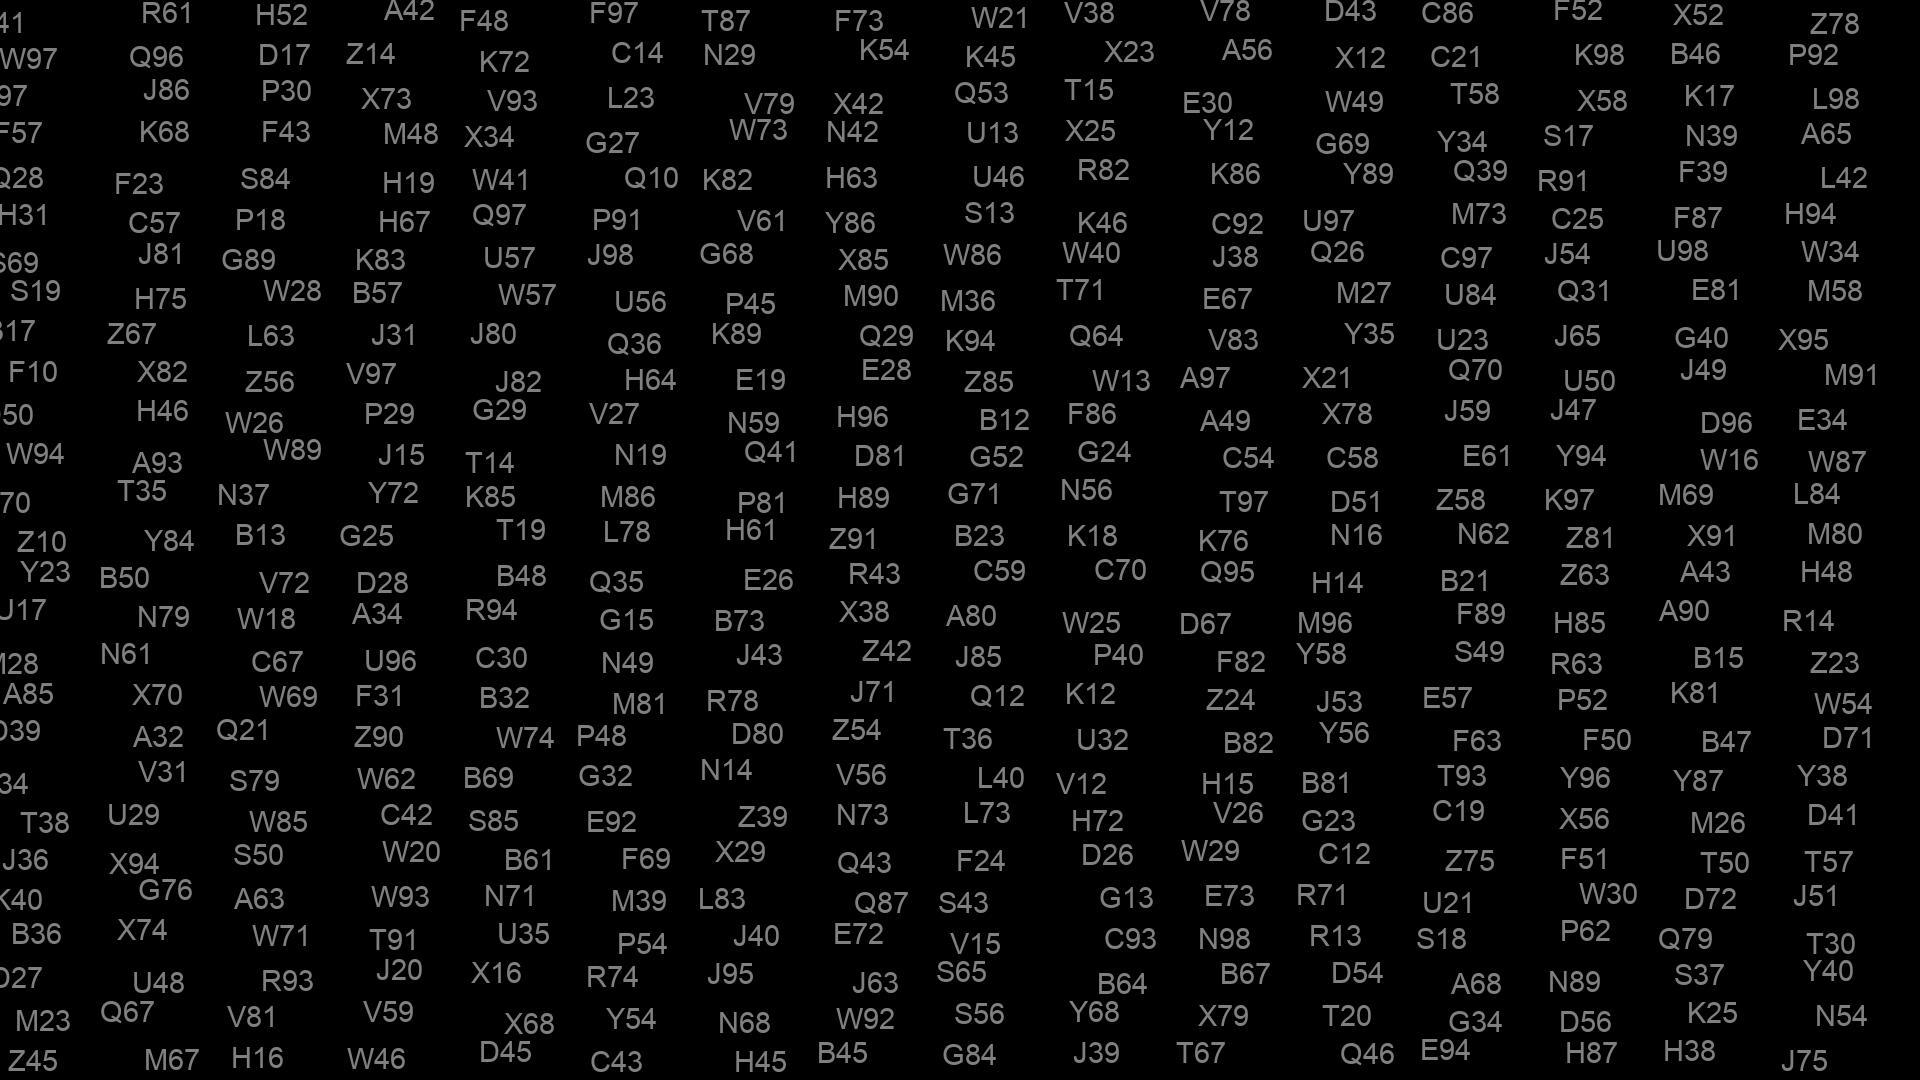 41 R61 H52 A42 F48 F97 T87 F73 W21 V38 V78 D43 C86 F52 X52 Z78
W97 Q96 D17 Z14 K72 C14 N29 K54 K45 X23 A56 X12 C21 K98 B46 P92
97 J86 P30 X73 V93 L23 V79 X42 Q53 T15 E30 W49 T58 X58 K17 L98
F57 K68 F43 M48 X34 G27 W73 N42 U13 X25 Y12 G69 Y34 S17 N39 A65
Q28 F23 S84 H19 W41 Q10 K82 H63 U46 R82 K86 Y89 Q39 R91 F39 L42
H31 C57 P18 H67 Q97 P91 V61 Y86 S13 K46 C92 U97 M73 C25 F87 H94
S69 J81 G89 K83 U57 J98 G68 X85 W86 W40 J38 Q26 C97 J54 U98 W34
S19 H75 W28 B57 W57 U56 P45 M90 M36 T71 E67 M27 U84 Q31 E81 M58
B17 Z67 L63 J31 J80 Q36 K89 Q29 K94 Q64 V83 Y35 U23 J65 G40 X95
F10 X82 Z56 V97 J82 H64 E19 E28 Z85 W13 A97 X21 Q70 U50 J49 M91
50 H46 W26 P29 G29 V27 N59 H96 B12 F86 A49 X78 J59 J47 D96 E34
W94 A93 W89 J15 T14 N19 Q41 D81 G52 G24 C54 C58 E61 Y94 W16 W87
70 T35 N37 Y72 K85 M86 P81 H89 G71 N56 T97 D51 Z58 K97 M69 L84
Z10 Y84 B13 G25 T19 L78 H61 Z91 B23 K18 K76 N16 N62 Z81 X91 M80
Y23 B50 V72 D28 B48 Q35 E26 R43 C59 C70 Q95 H14 B21 Z63 A43 H48
U17 N79 W18 A34 R94 G15 B73 X38 A80 W25 D67 M96 F89 H85 A90 R14
M28 N61 C67 U96 C30 N49 J43 Z42 J85 P40 F82 Y58 S49 R63 B15 Z23
A85 X70 W69 F31 B32 M81 R78 J71 Q12 K12 Z24 J53 E57 P52 K81 W54
D39 A32 Q21 Z90 W74 P48 D80 Z54 T36 U32 B82 Y56 F63 F50 B47 D71
34 V31 S79 W62 B69 G32 N14 V56 L40 V12 H15 B81 T93 Y96 Y87 Y38
T38 U29 W85 C42 S85 E92 Z39 N73 L73 H72 V26 G23 C19 X56 M26 D41
J36 X94 S50 W20 B61 F69 X29 Q43 F24 D26 W29 C12 Z75 F51 T50 T57
K40 G76 A63 W93 N71 M39 L83 Q87 S43 G13 E73 R71 U21 W30 D72 J51
B36 X74 W71 T91 U35 P54 J40 E72 V15 C93 N98 R13 S18 P62 Q79 T30
D27 U48 R93 J20 X16 R74 J95 J63 S65 B64 B67 D54 A68 N89 S37 Y40
M23 Q67 V81 V59 X68 Y54 N68 W92 S56 Y68 X79 T20 G34 D56 K25 N54
Z45 M67 H16 W46 D45 C43 H45 B45 G84 J39 T67 Q46 E94 H87 H38 J75